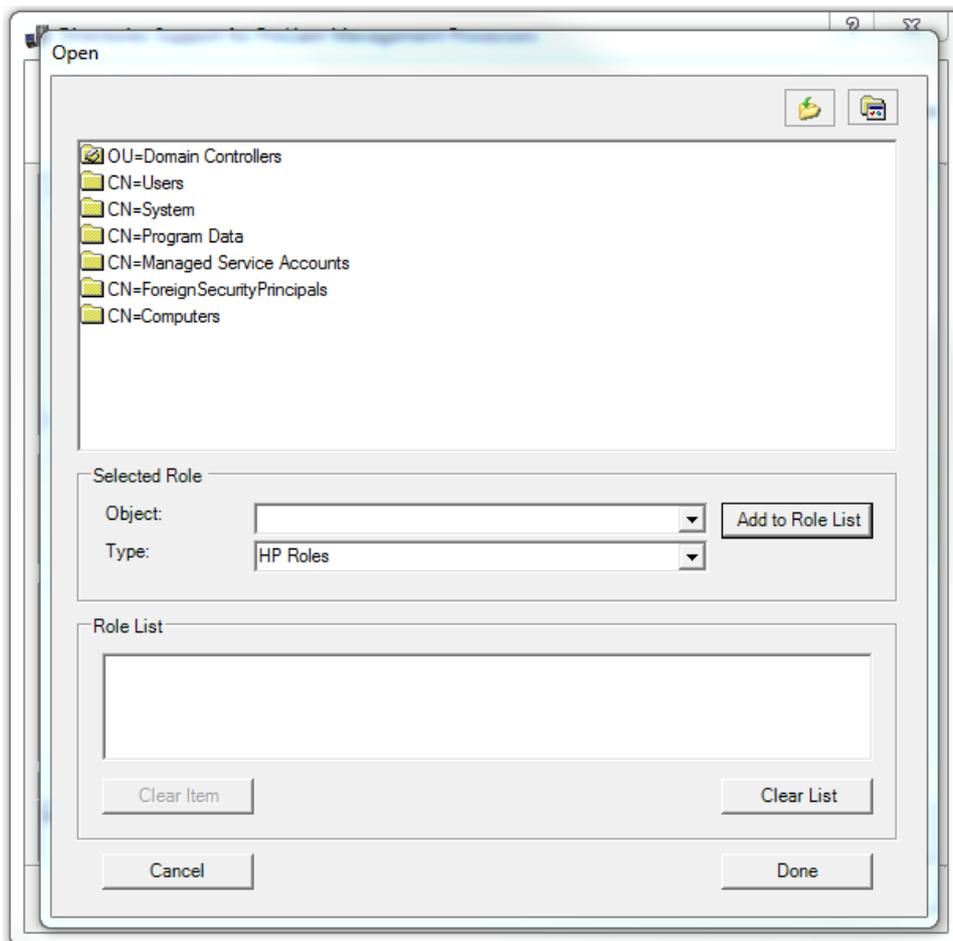 Open
OU=Domain Controllers
CN=Users
CN=System
CN=Program Data
CN=Managed Service Accounts
CN=ForeignSecurityPrincipals
CN=Computers
Selected Role
Object:
Add to Role List
Type:
HP Roles
Role List
Clear Item
Clear List
Cancel
Done